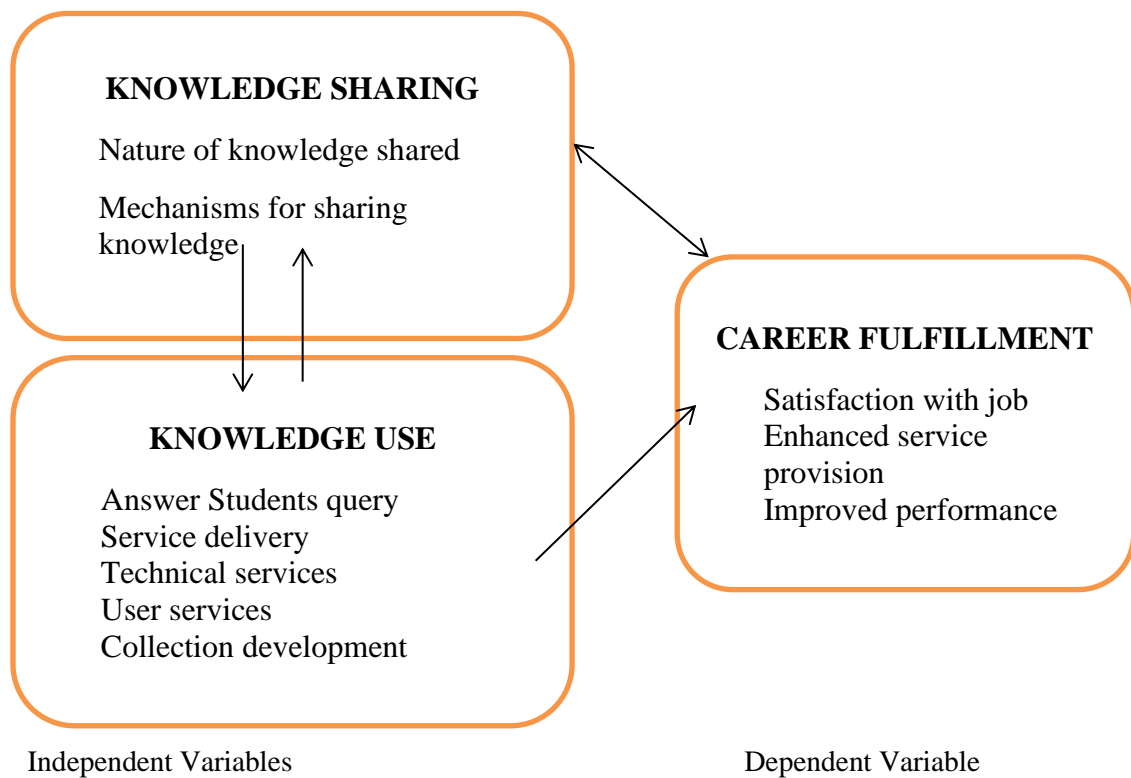 KNOWLEDGE SHARING
Nature of knowledge shared
Mechanisms for sharing
knowledge
KNOWLEDGE USE
Answer Students query
Service delivery
Technical services
User services
Collection development
CAREER FULFILLMENT
Satisfaction with job
Enhanced service
provision
Improved performance
Independent Variables
Dependent Variable